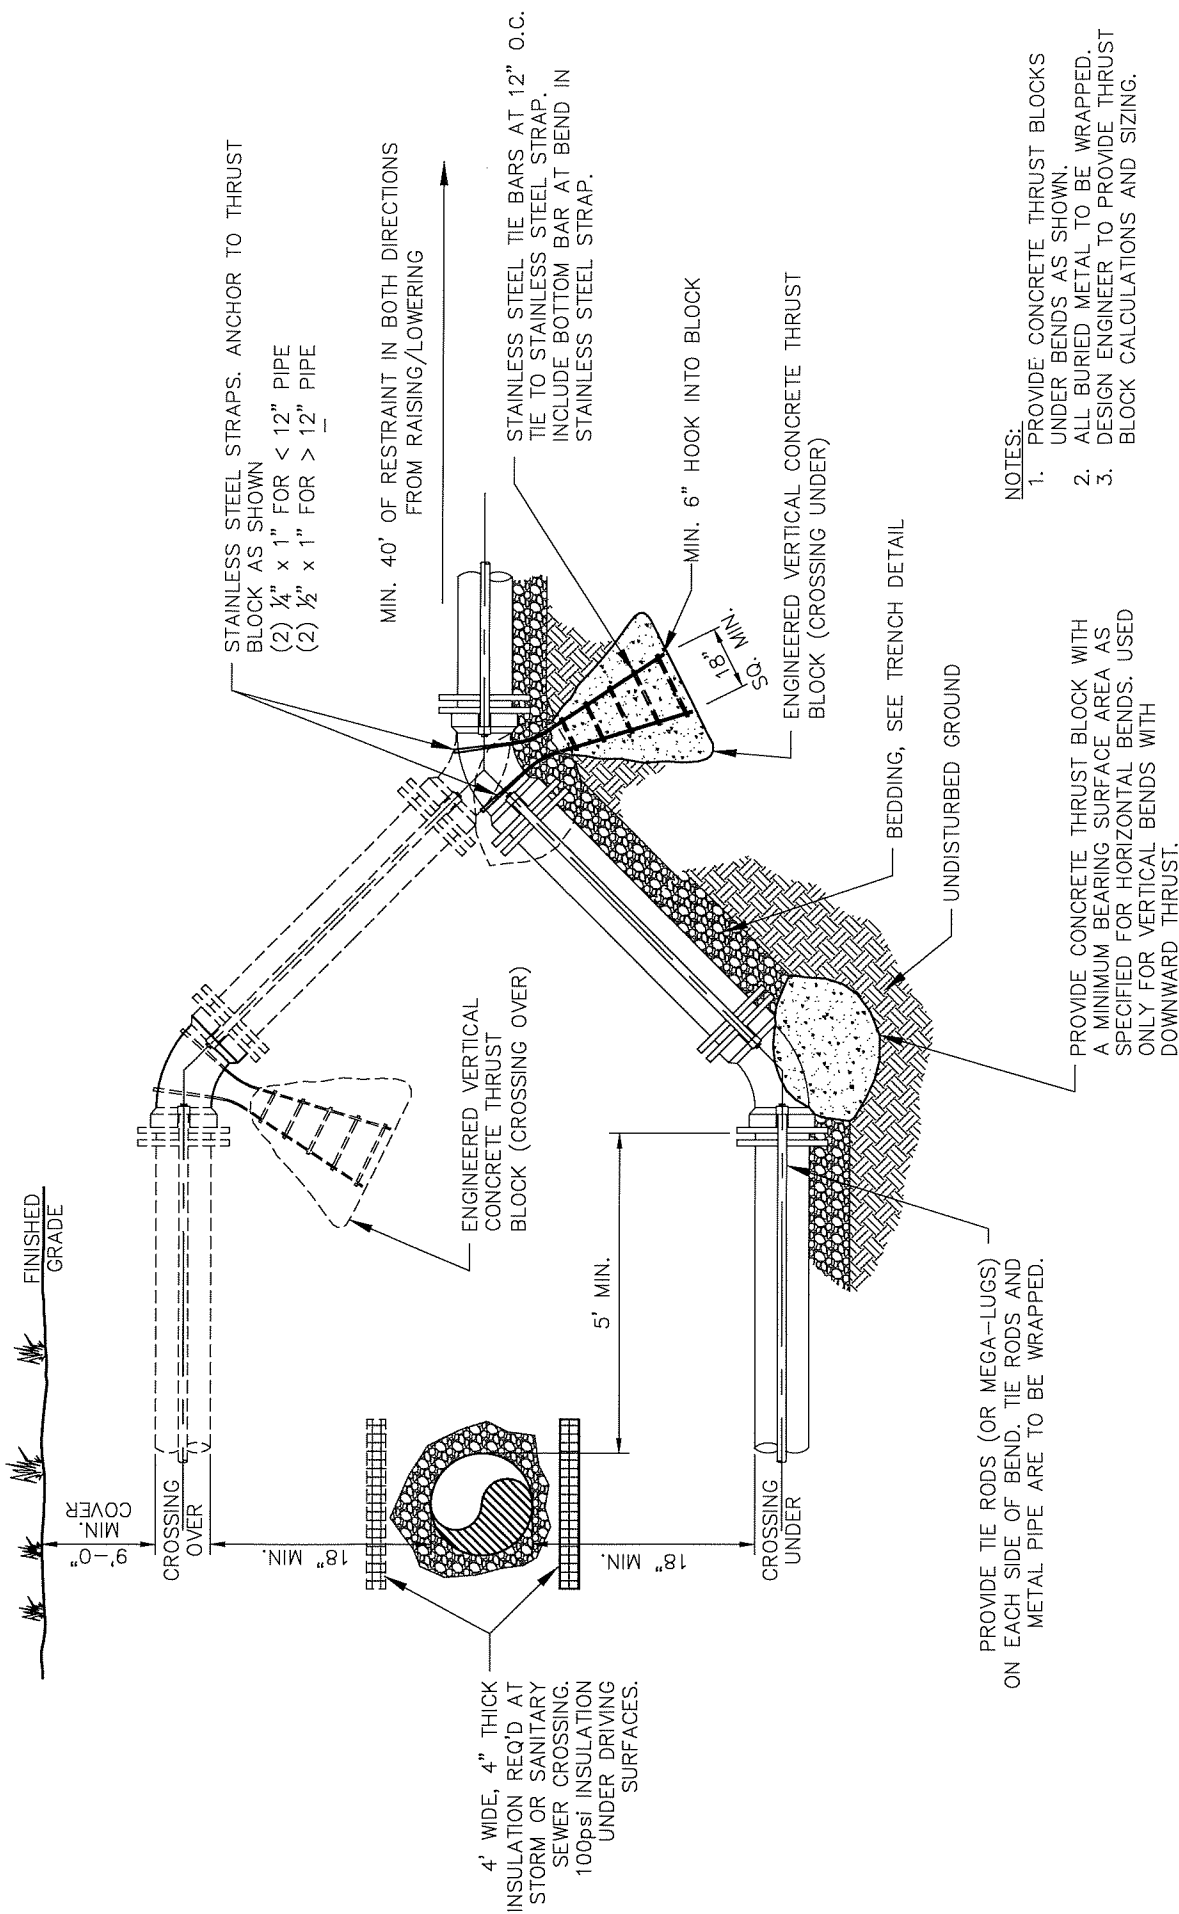 FINISHED
GRADE
9'-0"
MIN.
COVER
CROSSING
OVER
18" MIN.
18" MIN.
CROSSING
UNDER
4' WIDE, 4" THICK
INSULATION REQ'D AT
STORM OR SANITARY
SEWER CROSSING.
100psi INSULATION
UNDER DRIVING
SURFACES.
ENGINEERED VERTICAL
CONCRETE THRUST
BLOCK (CROSSING OVER)
5' MIN.
PROVIDE TIE RODS (OR MEGA-LUGS)
ON EACH SIDE OF BEND. TIE RODS AND
METAL PIPE ARE TO BE WRAPPED.
STAINLESS STEEL STRAPS. ANCHOR TO THRUST
BLOCK AS SHOWN
(2) ¼" x 1" FOR < 12" PIPE
(2) ½" x 1" FOR > 12" PIPE
MIN. 40' OF RESTRAINT IN BOTH DIRECTIONS
FROM RAISING/LOWERING
STAINLESS STEEL TIE BARS AT 12" O.C.
TIE TO STAINLESS STEEL STRAP.
INCLUDE BOTTOM BAR AT BEND IN
STAINLESS STEEL STRAP.
MIN. 6" HOOK INTO BLOCK
18"
SQ. MIN.
ENGINEERED VERTICAL CONCRETE THRUST
BLOCK (CROSSING UNDER)
BEDDING, SEE TRENCH DETAIL
UNDISTURBED GROUND
PROVIDE CONCRETE THRUST BLOCK WITH
A MINIMUM BEARING SURFACE AREA AS
SPECIFIED FOR HORIZONTAL BENDS. USED
ONLY FOR VERTICAL BENDS WITH
DOWNWARD THRUST.
NOTES:
1. PROVIDE CONCRETE THRUST BLOCKS
UNDER BENDS AS SHOWN.
2. ALL BURIED METAL TO BE WRAPPED.
3. DESIGN ENGINEER TO PROVIDE THRUST
BLOCK CALCULATIONS AND SIZING.